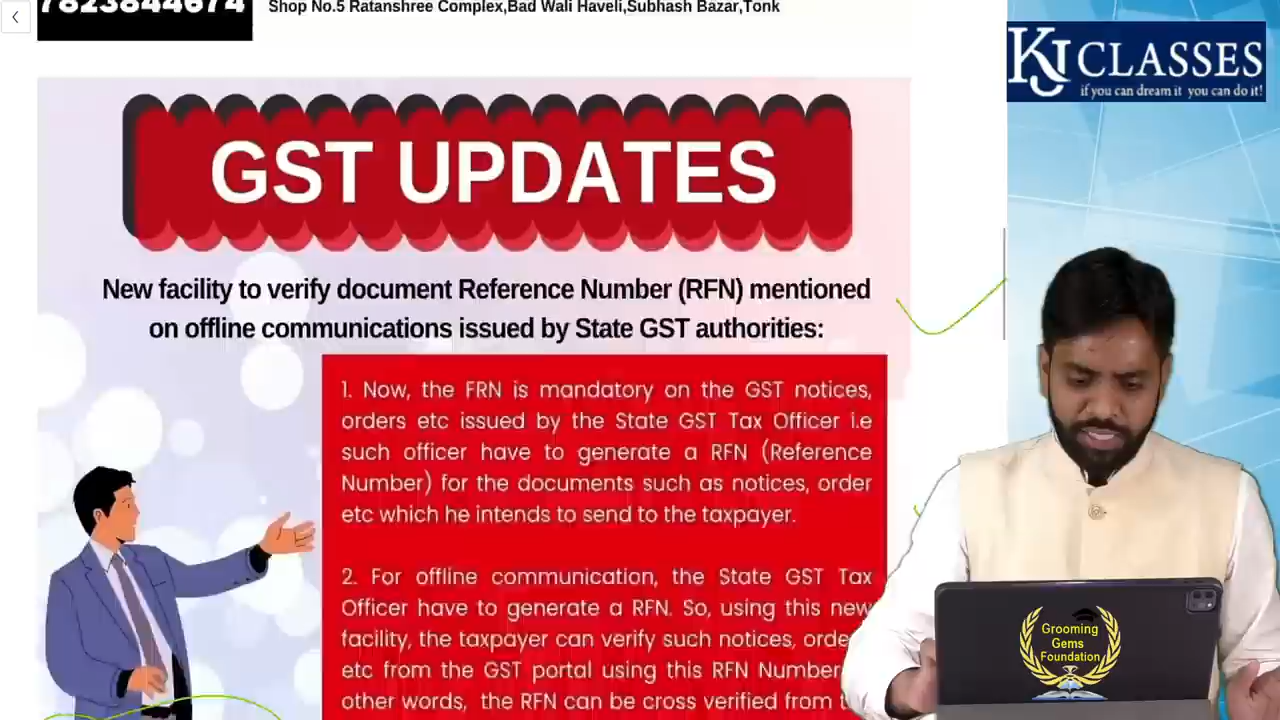 7823844674
Shop No.5 Ratanshree Complex,Bad Wali Haveli,Subhash Bazar,Tonk
KJ CLASSES
if you can dream it you can do it!
GST UPDATES
New facility to verify document Reference Number (RFN) mentioned
on offline communications issued by State GST authorities:
1. Now, the FRN is mandatory on the GST notices,
orders etc issued by the State GST Tax Officer i.e
such officer have to generate a RFN (Reference
Number) for the documents such as notices, order
etc which he intends to send to the taxpayer.
2. For offline communication, the State GST Tax
Officer have to generate a RFN. So, using this new
facility, the taxpayer can verify such notices,
etc from the GST portal using this RFN Number
other words, the RFN can be cross verified from
Grooming
Gems
Foundation